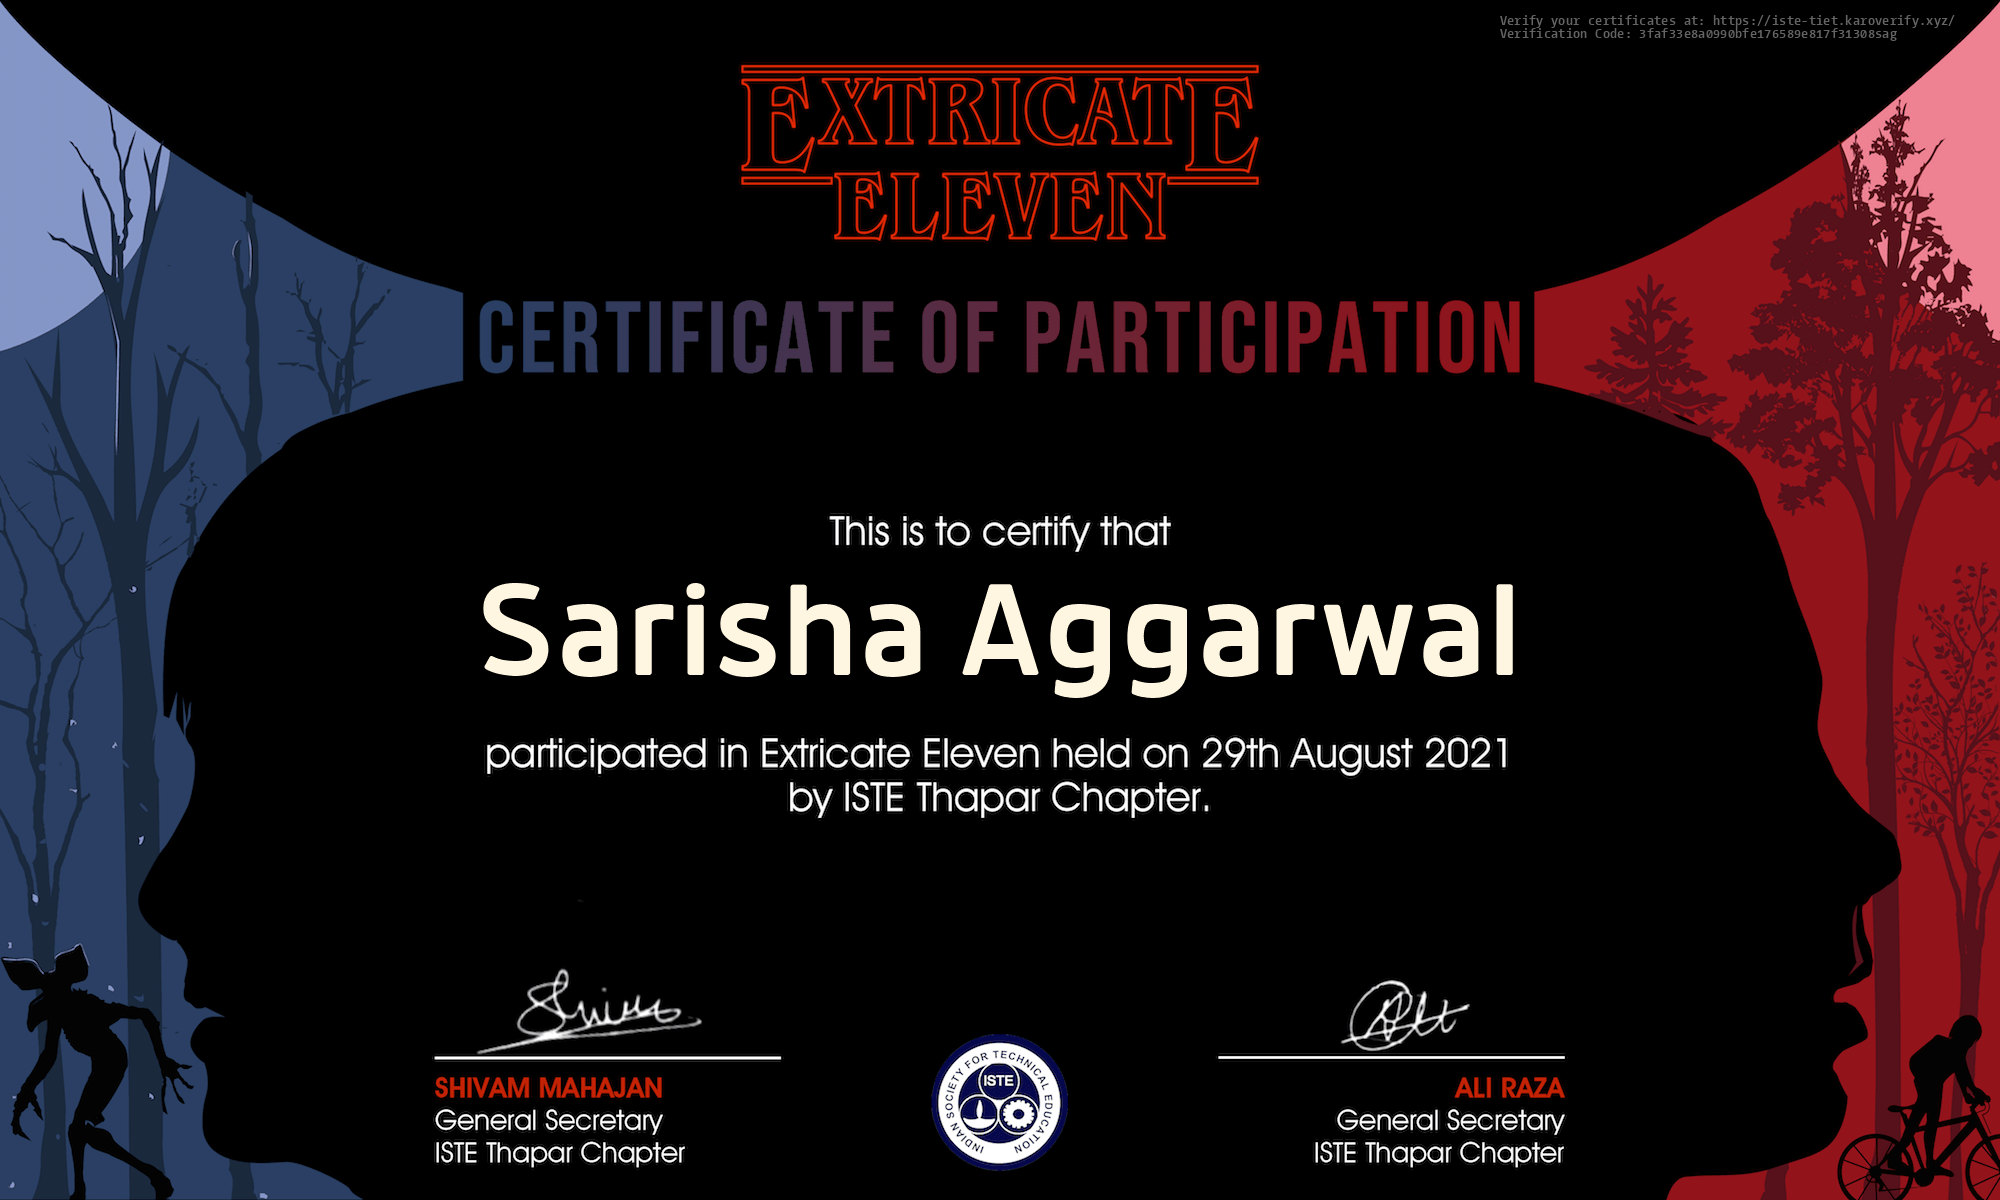 Verify your certificates at: https://iste-tiet.karoverify.xyz/
Verification Code: 3faf33e8a0990bfe176589e817f31308sag
EXTRICATE
ELEVEN
CERTIFICATE OF PARTICIPATION
This is to certify that
Sarisha Aggarwal
participated in Extricate Eleven held on 29th August 2021
by ISTE Thapar Chapter.
SHIVAM MAHAJAN
General Secretary
ISTE Thapar Chapter
INDIAN SOCIETY FOR TECHNICAL EDUCATION
ISTE
ALI RAZA
General Secretary
ISTE Thapar Chapter